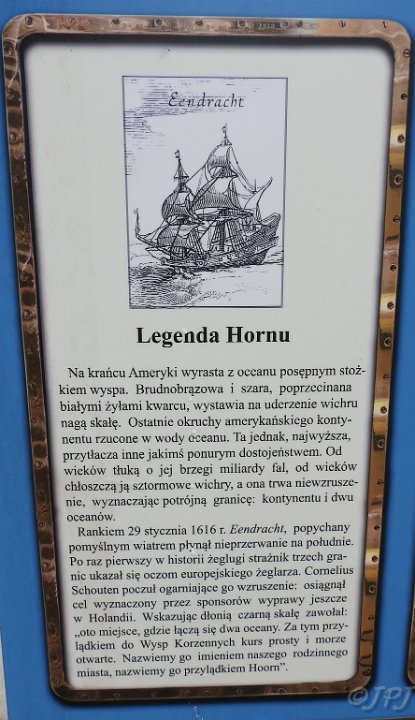 Eendracht
Legenda Hornu
Na krańcu Ameryki wyrasta z oceanu posępnym stoż-
kiem wyspa. Brudnobrązowa i szara, poprzecinana
białymi żyłami kwarcu, wystawia na uderzenie wichru
nagą skałę. Ostatnie okruchy amerykańskiego konty-
nentu rzucone w wody oceanu. Ta jednak, najwyższa,
przytłacza inne jakimś ponurym dostojeństwem. Od
wieków tłuką o jej brzegi miliardy fal, od wieków
chłoszczą ją sztormowe wichry, a ona trwa niewzrusze-
nie, wyznaczając potrójną granicę: kontynentu i dwu
oceanów.
Rankiem 29 stycznia 1616 r. Eendracht, popychany
pomyślnym wiatrem płynął nieprzerwanie na południe.
Po raz pierwszy w historii żeglugi strażnik trzech gra-
nic ukazał się oczom europejskiego żeglarza. Cornelius
Schouten poczuł ogarniające go wzruszenie: osiągnął
cel wyznaczony przez sponsorów wyprawy jeszcze
w Holandii. Wskazując dłonią czarną skałę zawołał:
„oto miejsce, gdzie łączą się dwa oceany. Za tym przy-
lądkiem do Wysp Korzennych kurs prosty i morze
otwarte. Nazwiemy go imieniem naszego rodzinnego
miasta, nazwiemy go przylądkiem Hoorn”.
©JPJ